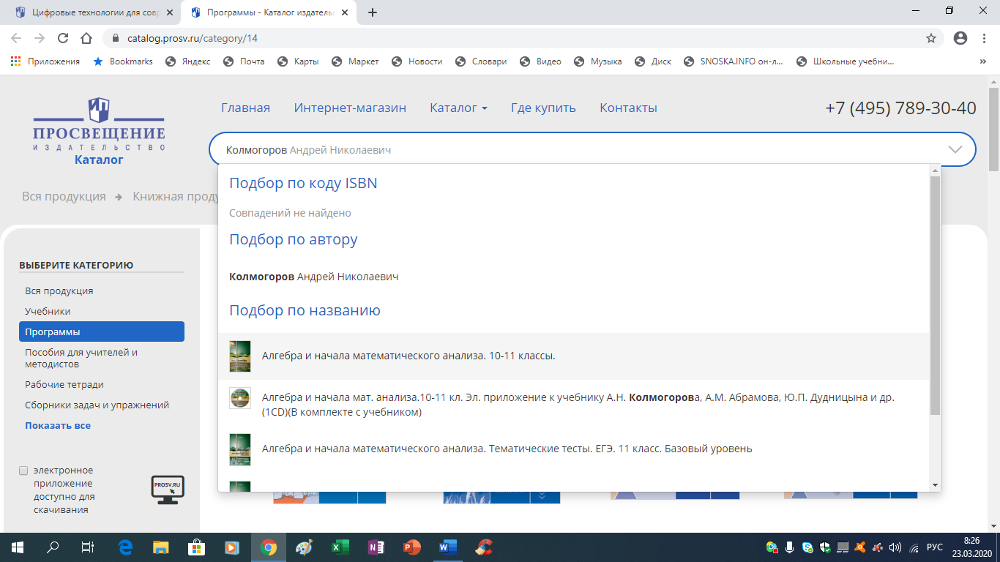 Цифровые технологии для совр
Программы - Каталог издательс
catalog.prosv.ru/category/14
Приложения
Bookmarks
Яндекс
Почта
Карты
Маркет
Новости
Словари
Видео
Музыка
Диск
SNOSKA.INFO он-л...
Школьные учебни...
»
ПРОСВЕЩЕНИЕ
ИЗДАТЕЛЬСТВО
Каталог
Главная
Интернет-магазин
Каталог
Где купить
Контакты
+7 (495) 789-30-40
Колмогоров Андрей Николаевич
Вся продукция
Книжная проду
Подбор по коду ISBN
Совпадений не найдено
Подбор по автору
Колмогоров Андрей Николаевич
Подбор по названию
Алгебра и начала математического анализа. 10-11 классы.
Алгебра и начала мат. анализа.10-11 кл. Эл. приложение к учебнику А.Н. Колмогорова, А.М. Абрамова, Ю.П. Дудницына и др.
(1CD)(В комплекте с учебником)
Алгебра и начала математического анализа. Тематические тесты. ЕГЭ. 11 класс. Базовый уровень
ВЫБЕРИТЕ КАТЕГОРИЮ
Вся продукция
Учебники
Программы
Пособия для учителей и
методистов
Рабочие тетради
Сборники задач и упражнений
Показать все
электронное
приложение
доступно для
скачивания
PROSV.RU
РУС
8:26
23.03.2020